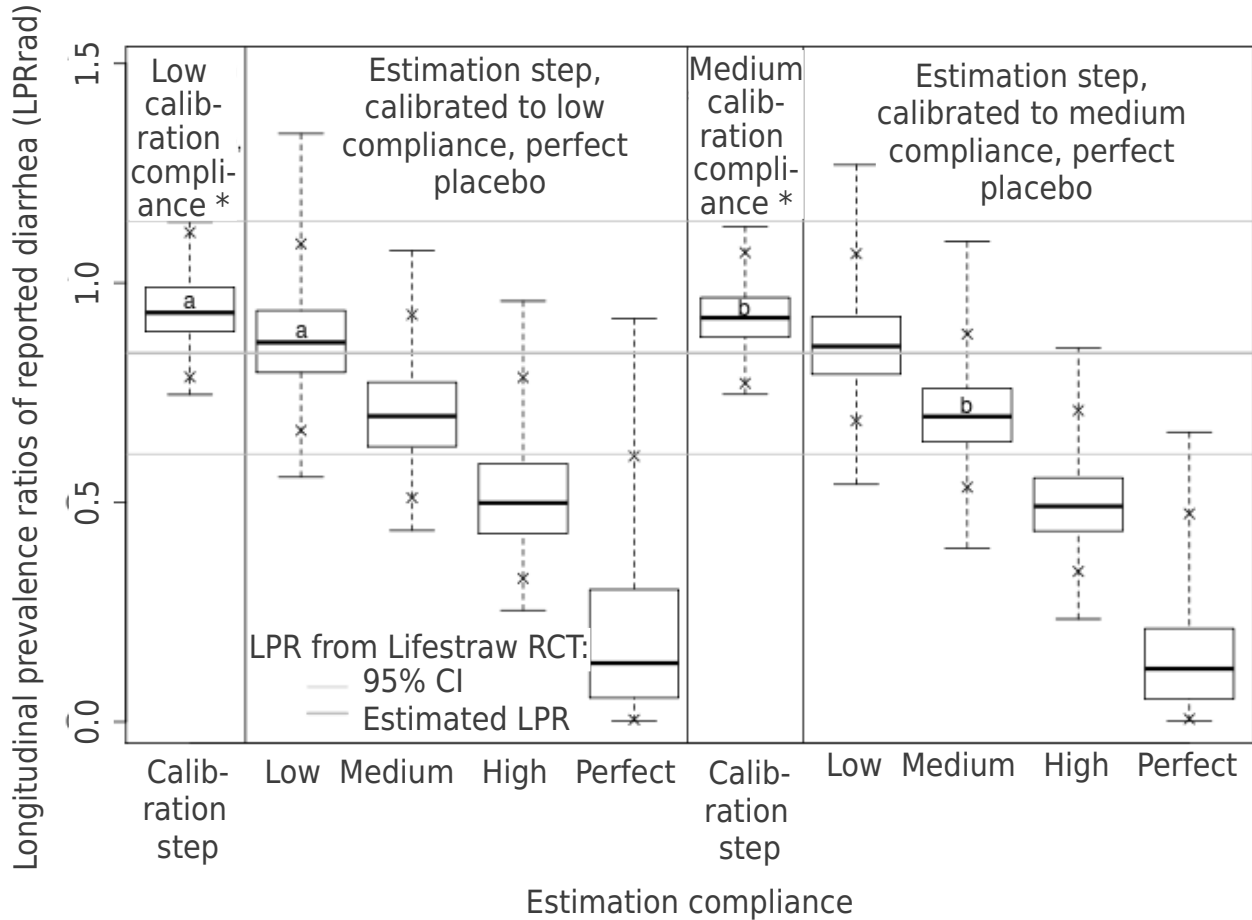 Longitudinal prevalence ratios of reported diarrhea (LPRrad)
1.5
1.0
0.5
0.0
Low
calib-
ration
compli-
ance *
Estimation step,
calibrated to low
compliance, perfect
placebo
Medium
calib-
ration
compli-
ance *
Estimation step,
calibrated to medium
compliance, perfect
placebo
a
a
b
b
LPR from Lifestraw RCT:
95% CI
Estimated LPR
Calib-
ration
step
Low
Medium
High
Perfect
Calib-
ration
step
Low
Medium
High
Perfect
Estimation compliance